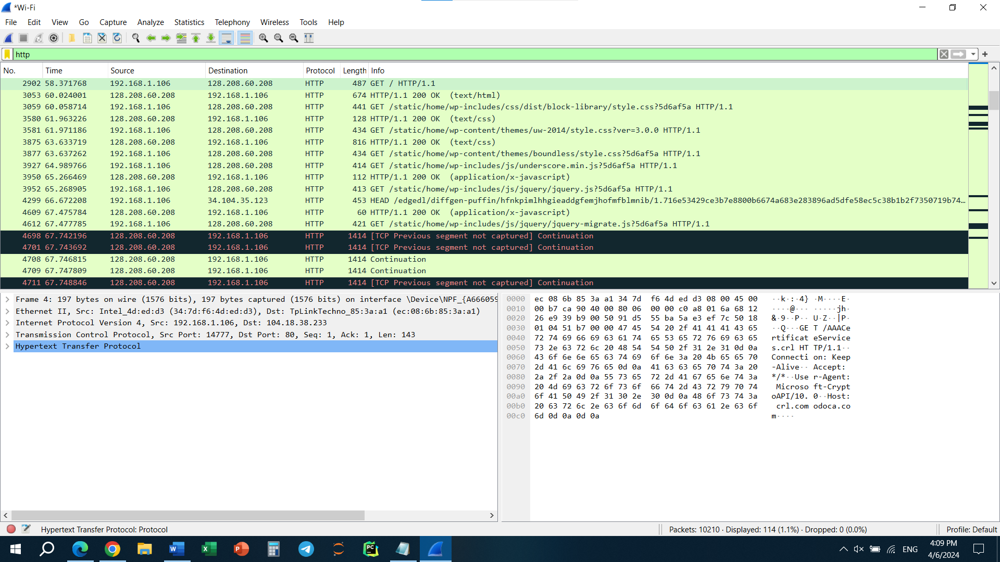 *Wi-Fi
File Edit View Go Capture Analyze Statistics Telephony Wireless Tools Help
http
No. Time Source Destination Protocol Length Info
2902 58.371768 192.168.1.106 128.208.60.208 HTTP 487 GET / HTTP/1.1
3053 60.024001 128.208.60.208 192.168.1.106 HTTP 674 HTTP/1.1 200 OK (text/html)
3059 60.058714 192.168.1.106 128.208.60.208 HTTP 441 GET /static/home/wp-includes/css/dist/block-library/style.css?5d6af5a HTTP/1.1
3580 61.963226 128.208.60.208 192.168.1.106 HTTP 128 HTTP/1.1 200 OK (text/css)
3581 61.971186 192.168.1.106 128.208.60.208 HTTP 434 GET /static/home/wp-content/themes/uw-2014/style.css?ver=3.0.0 HTTP/1.1
3875 63.633719 128.208.60.208 192.168.1.106 HTTP 816 HTTP/1.1 200 OK (text/css)
3877 63.637262 192.168.1.106 128.208.60.208 HTTP 434 GET /static/home/wp-content/themes/boundless/style.css?5d6af5a HTTP/1.1
3927 64.989766 192.168.1.106 128.208.60.208 HTTP 414 GET /static/home/wp-includes/js/underscore.min.js?5d6af5a HTTP/1.1
3950 65.266469 128.208.60.208 192.168.1.106 HTTP 112 HTTP/1.1 200 OK (application/x-javascript)
3952 65.268905 192.168.1.106 128.208.60.208 HTTP 413 GET /static/home/wp-includes/js/jquery/jquery.js?5d6af5a HTTP/1.1
4299 66.672208 192.168.1.106 34.104.35.123 HTTP 453 HEAD /edgedl/diffgen-puffin/hfnkpimlhhgieaddgfemjhofmfblmnib/1.716e53429ce3b7e8800b6674a683e283896ad5dfe58ec5c38b1b2f7350719b74…
4609 67.475784 128.208.60.208 192.168.1.106 HTTP 60 HTTP/1.1 200 OK (application/x-javascript)
4612 67.477785 192.168.1.106 128.208.60.208 HTTP 421 GET /static/home/wp-includes/js/jquery/jquery-migrate.js?5d6af5a HTTP/1.1
4698 67.742196 128.208.60.208 192.168.1.106 HTTP 1414 [TCP Previous segment not captured] Continuation
4701 67.743692 128.208.60.208 192.168.1.106 HTTP 1414 [TCP Previous segment not captured] Continuation
4708 67.746815 128.208.60.208 192.168.1.106 HTTP 1414 Continuation
4709 67.747809 128.208.60.208 192.168.1.106 HTTP 1414 Continuation
4711 67.748846 128.208.60.208 192.168.1.106 HTTP 1414 [TCP Previous segment not captured] Continuation
Frame 4: 197 bytes on wire (1576 bits), 197 bytes captured (1576 bits) on interface \Device\NPF_{A666059
Ethernet II, Src: Intel_4d:ed:d3 (34:7d:f6:4d:ed:d3), Dst: TpLinkTechno_85:3a:a1 (ec:08:6b:85:3a:a1)
Internet Protocol Version 4, Src: 192.168.1.106, Dst: 104.18.38.233
Transmission Control Protocol, Src Port: 14777, Dst Port: 80, Seq: 1, Ack: 1, Len: 143
Hypertext Transfer Protocol
0000 ec 08 6b 85 3a a1 34 7d f6 4d ed d3 08 00 45 00 ··k·:·4} ·M····E·
0010 00 b7 ca 90 40 00 80 06 00 00 c0 a8 01 6a 68 12 ····@··· ·····jh·
0020 26 e9 39 b9 00 50 91 d5 55 ba 5a e3 ef 7c 50 18 &·9··P·· U·Z··|P·
0030 01 04 51 b7 00 00 47 45 54 20 2f 41 41 41 43 65 ··Q···GE T /AAACe
0040 72 74 69 66 69 63 61 74 65 53 65 72 76 69 63 65 rtificat eService
0050 73 2e 63 72 6c 20 48 54 54 50 2f 31 2e 31 0d 0a s.crl HT TP/1.1··
0060 43 6f 6e 6e 65 63 74 69 6f 6e 3a 20 4b 65 65 70 Connecti on: Keep
0070 2d 41 6c 69 76 65 0d 0a 41 63 63 65 70 74 3a 20 -Alive·· Accept:
0080 2a 2f 2a 0d 0a 55 73 65 72 2d 41 67 65 6e 74 3a */*··Use r-Agent:
0090 20 4d 69 63 72 6f 73 6f 66 74 2d 43 72 79 70 74 Microso ft-Crypt
00a0 6f 41 50 49 2f 31 30 2e 30 0d 0a 48 6f 73 74 3a oAPI/10. 0··Host:
00b0 20 63 72 6c 2e 63 6f 6d 6f 64 6f 63 61 2e 63 6f crl.com odoca.co
00c0 6d 0d 0a 0d 0a m····
Hypertext Transfer Protocol: Protocol
Packets: 10210 · Displayed: 114 (1.1%) · Dropped: 0 (0.0%)
Profile: Default
ENG
4:09 PM
4/6/2024